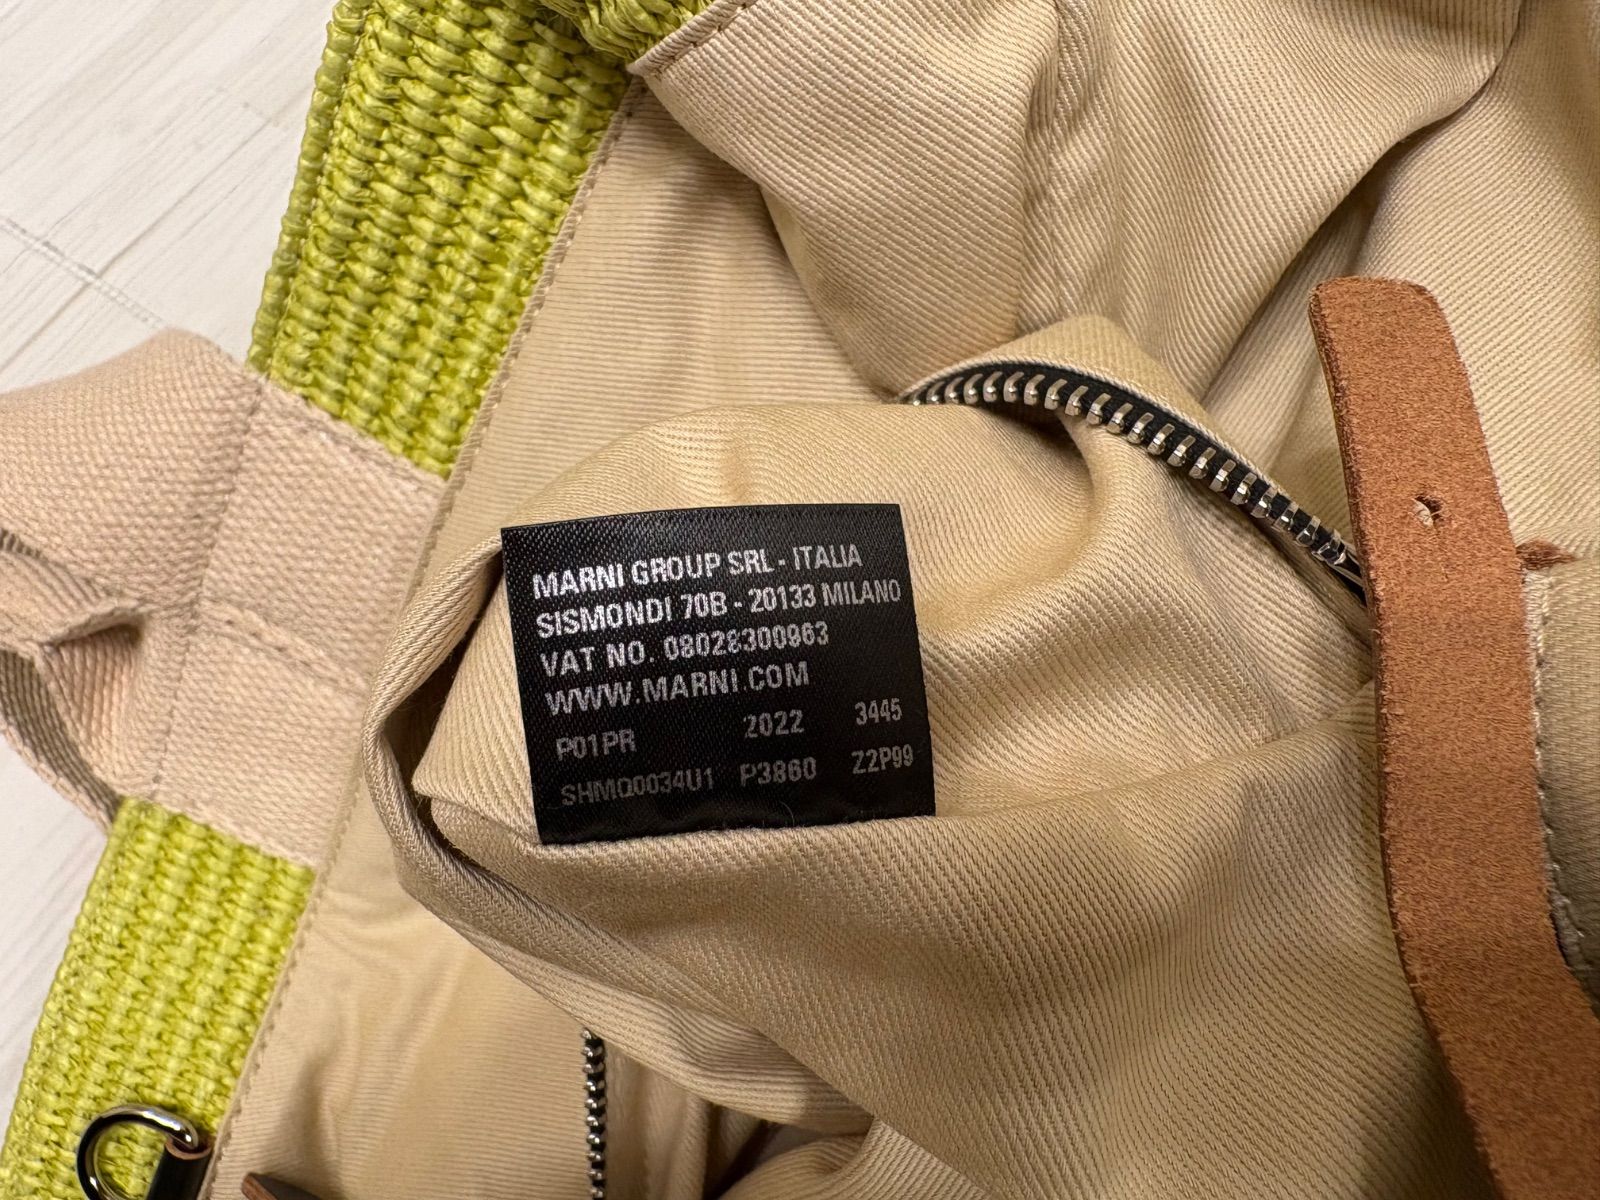 MARNI GROUP SRL - ITALIA
SISMONDI 70B - 20133 MILANO
VAT NO. 08028300963
WWW.MARNI.COM
P01PR 2022 3445
SHMQ0034U1 P3860 Z2P99